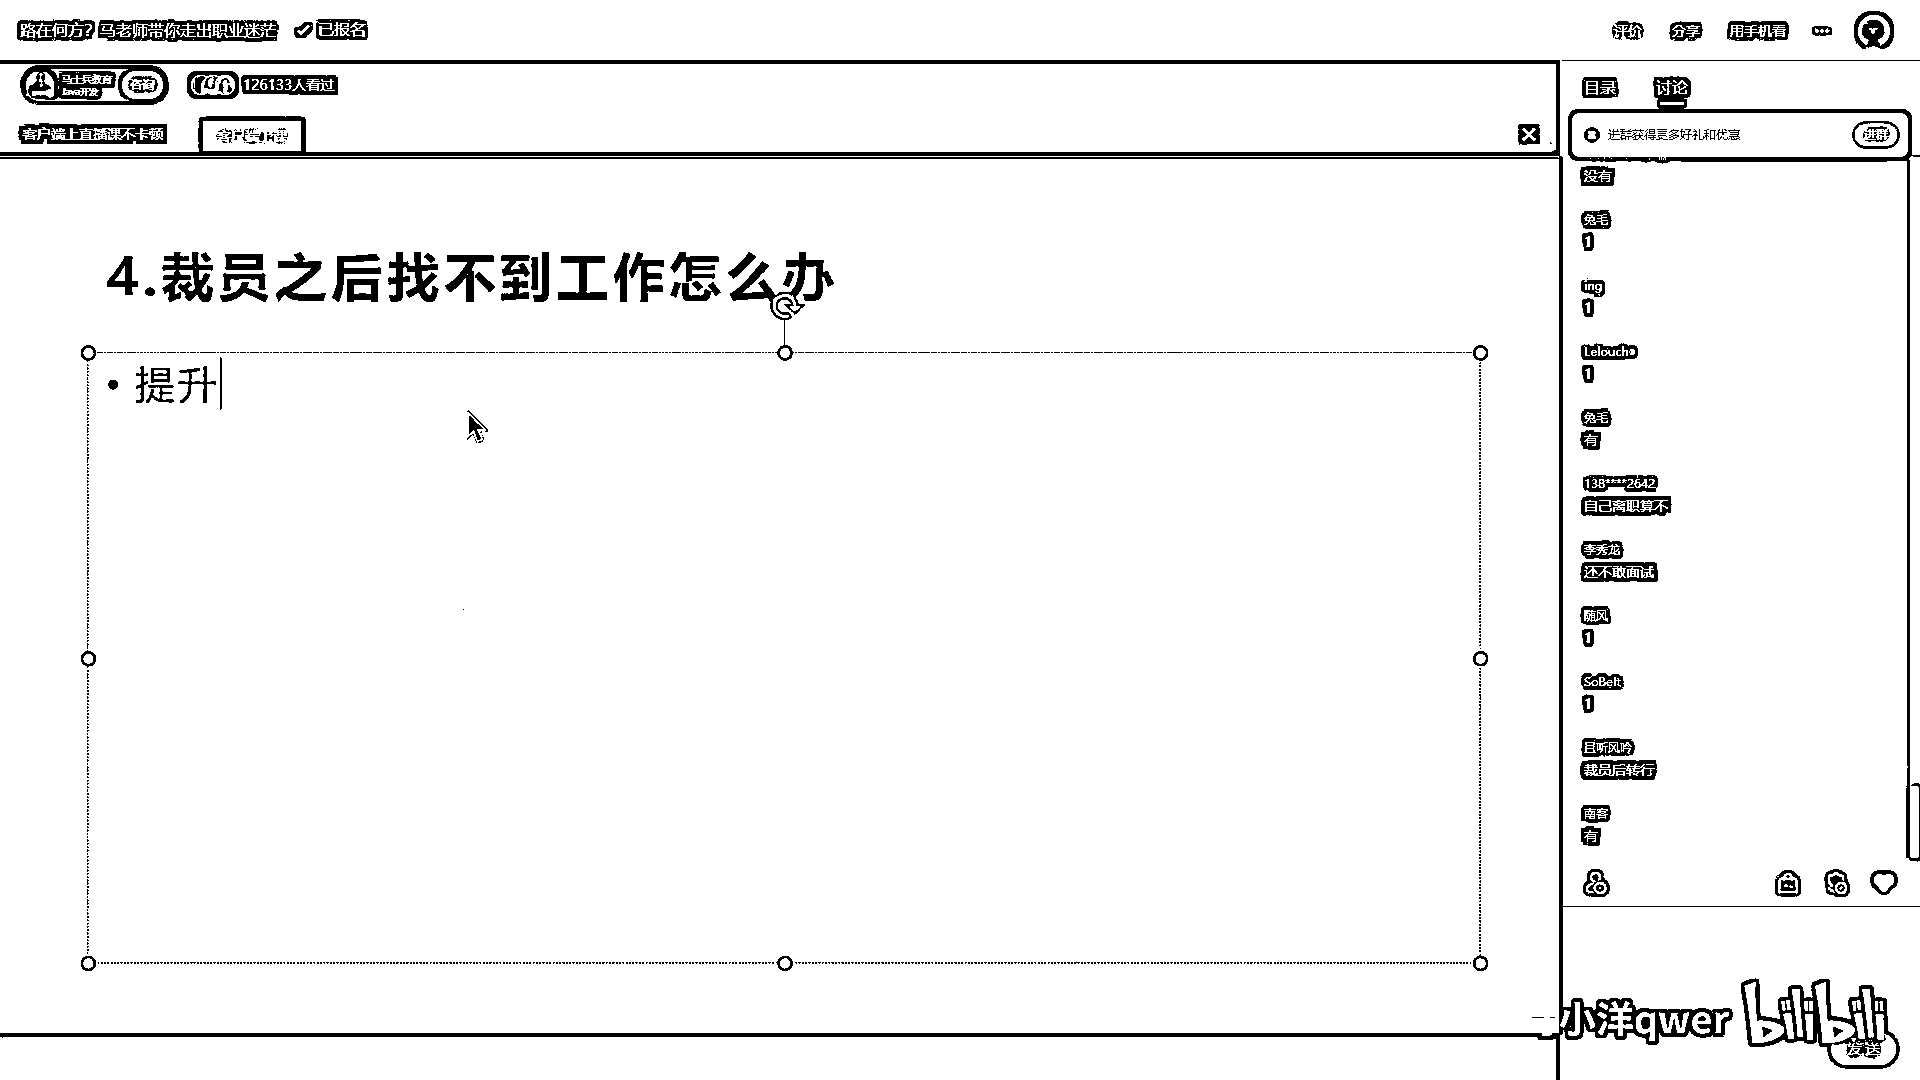 路在何方？马老师带你走出职业迷茫 已报名
评价 分享 用手机看
马士兵教育
Java开发
咨询
126133人看过
客户端上直播课不卡顿
目录 讨论
进群获得更多好礼和优惠 进群
没有
兔毛
1
ing
1
Lelouch
1
兔毛
有
138****2642
自己离职算不
李秀龙
还不敢面试
随风
1
SoBelt
1
且听风吟
裁员后转行
南客
有
4.裁员之后找不到工作怎么办
• 提升
小洋qwer bilibili
发送